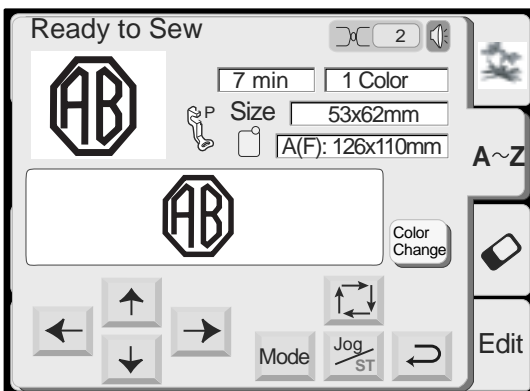 Ready to Sew
2
AB
7 min
1 Color
P
Size
53x62mm
A(F): 126x110mm
A~Z
AB
Color
Change
Mode
Jog
ST
Edit